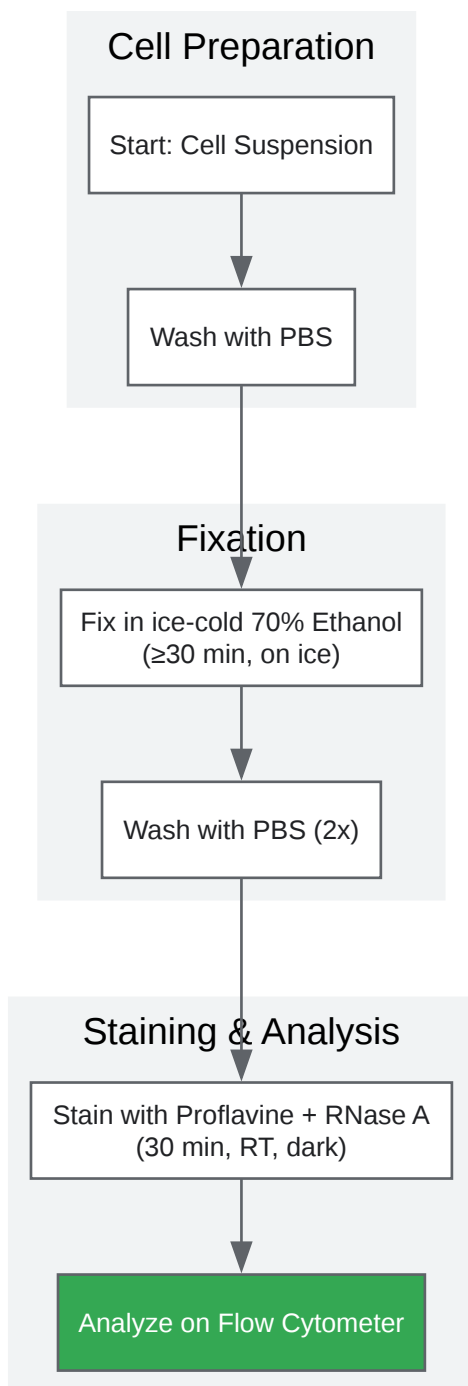 Cell Preparation
Start: Cell Suspension
Wash with PBS
Fixation
Fix in ice-cold 70% Ethanol
(≥30 min, on ice)
Wash with PBS (2x)
Staining & Analysis
Stain with Proflavine + RNase A
(30 min, RT, dark)
Analyze on Flow Cytometer